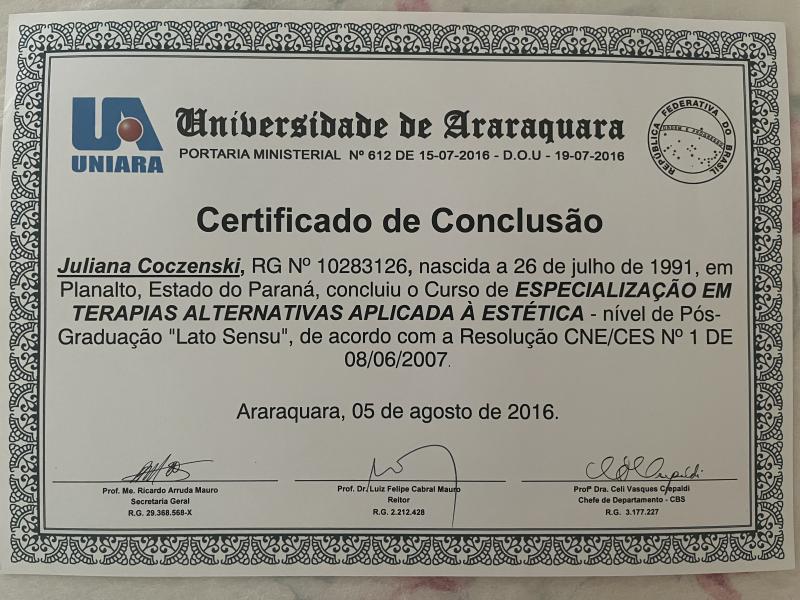 UNIARA
Universidade de Araraquara
PORTARIA MINISTERIAL Nº 612 DE 15-07-2016 - D.O.U - 19-07-2016
REPÚBLICA FEDERATIVA DO BRASIL
ORDEM E PROGRESSO
Certificado de Conclusão
Juliana Coczenski, RG Nº 10283126, nascida a 26 de julho de 1991, em
Planalto, Estado do Paraná, concluiu o Curso de ESPECIALIZAÇÃO EM
TERAPIAS ALTERNATIVAS APLICADA À ESTÉTICA - nível de Pós-
Graduação "Lato Sensu", de acordo com a Resolução CNE/CES Nº 1 DE
08/06/2007.
Araraquara, 05 de agosto de 2016.
Prof. Me. Ricardo Arruda Mauro
Secretaria Geral
R.G. 29.368.568-X
Prof. Dr. Luiz Felipe Cabral Mauro
Reitor
R.G. 2.212.428
Profª Dra. Celi Vasques Crepaldi
Chefe de Departamento - CBS
R.G. 3.177.227